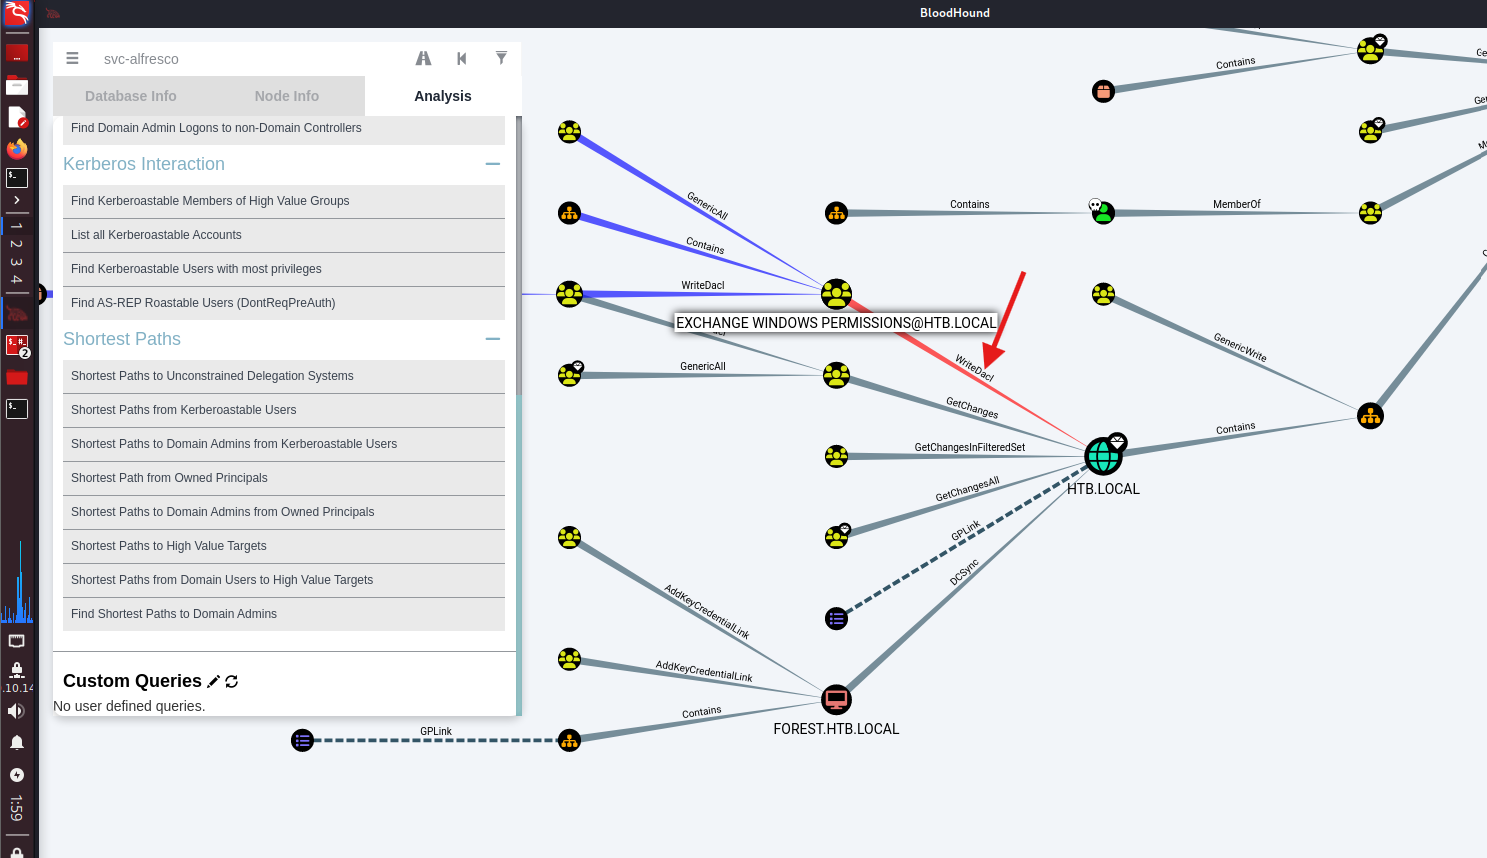 BloodHound
svc-alfresco
Database Info
Node Info
Analysis
Find Domain Admin Logons to non-Domain Controllers
Kerberos Interaction
Find Kerberoastable Members of High Value Groups
List all Kerberoastable Accounts
Find Kerberoastable Users with most privileges
Find AS-REP Roastable Users (DontReqPreAuth)
Shortest Paths
Shortest Paths to Unconstrained Delegation Systems
Shortest Paths from Kerberoastable Users
Shortest Paths to Domain Admins from Kerberoastable Users
Shortest Path from Owned Principals
Shortest Paths to Domain Admins from Owned Principals
Shortest Paths to High Value Targets
Shortest Paths from Domain Users to High Value Targets
Find Shortest Paths to Domain Admins
Custom Queries
No user defined queries.
Contains
GenericAll
Contains
MemberOf
Contains
WriteDacl
EXCHANGE WINDOWS PERMISSIONS@HTB.LOCAL
GenericWrite
WriteDacl
GenericAll
GetChanges
Contains
GetChangesInFilteredSet
GetChangesAll
HTB.LOCAL
GPLink
DCSync
AddKeyCredentialLink
AddKeyCredentialLink
Contains
FOREST.HTB.LOCAL
GPLink
1
2
3
4
2
.10.14
1:59